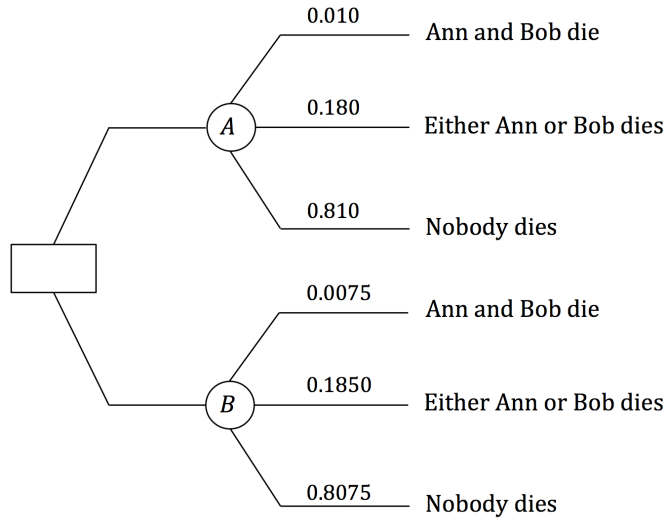 0.010
Ann and Bob die
0.180
A
Either Ann or Bob dies
0.810
Nobody dies
0.0075
Ann and Bob die
0.1850
B
Either Ann or Bob dies
0.8075
Nobody dies